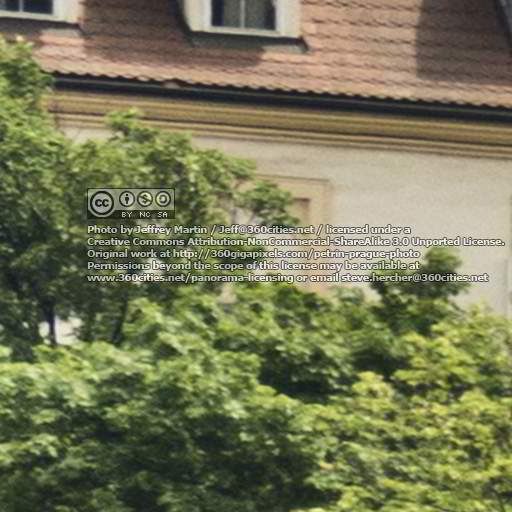 cc
BY NC SA
Photo by Jeffrey Martin / Jeff@360cities.net / licensed under a
Creative Commons Attribution-NonCommercial-ShareAlike 3.0 Unported License.
Original work at http://360gigapixels.com/petrin-prague-photo
Permissions beyond the scope of this license may be available at
www.360cities.net/panorama-licensing or email steve.hercher@360cities.net